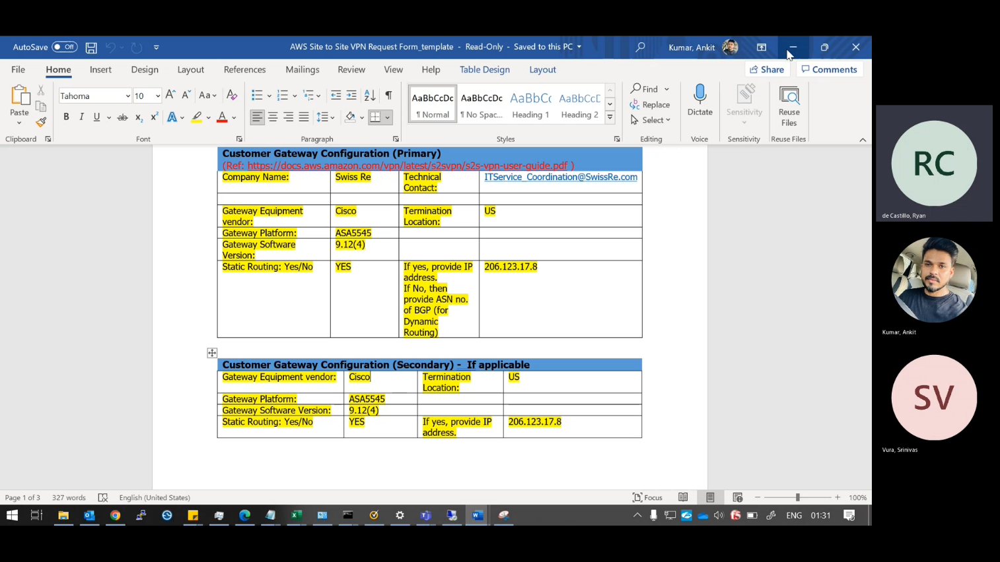 AutoSave Off
AWS Site to Site VPN Request Form_template - Read-Only - Saved to this PC
Kumar, Ankit
File Home Insert Design Layout References Mailings Review View Help Table Design Layout
Share Comments
Paste
Clipboard
Tahoma 10
Aa
B I U ab x₂ x² A A
Font
Paragraph
AaBbCcDc AaBbCcDc AaBbCc AaBbCcD
¶ Normal ¶ No Spac... Heading 1 Heading 2
Styles
Find
Replace
Select
Editing
Dictate
Voice
Sensitivity
Sensitivity
Reuse
Files
Reuse Files
Customer Gateway Configuration (Primary)
(Ref: https://docs.aws.amazon.com/vpn/latest/s2svpn/s2s-vpn-user-guide.pdf )
Company Name: Swiss Re Technical
Contact: ITService_Coordination@SwissRe.com
Gateway Equipment
vendor: Cisco Termination
Location: US
Gateway Platform: ASA5545
Gateway Software
Version: 9.12(4)
Static Routing: Yes/No YES If yes, provide IP
address.
If No, then
provide ASN no.
of BGP (for
Dynamic
Routing) 206.123.17.8
Customer Gateway Configuration (Secondary) - If applicable
Gateway Equipment vendor: Cisco Termination
Location: US
Gateway Platform: ASA5545
Gateway Software Version: 9.12(4)
Static Routing: Yes/No YES If yes, provide IP
address. 206.123.17.8
Page 1 of 3 327 words English (United States) Focus 100%
ENG 01:31
RC
de Castillo, Ryan
Kumar, Ankit
SV
Vura, Srinivas